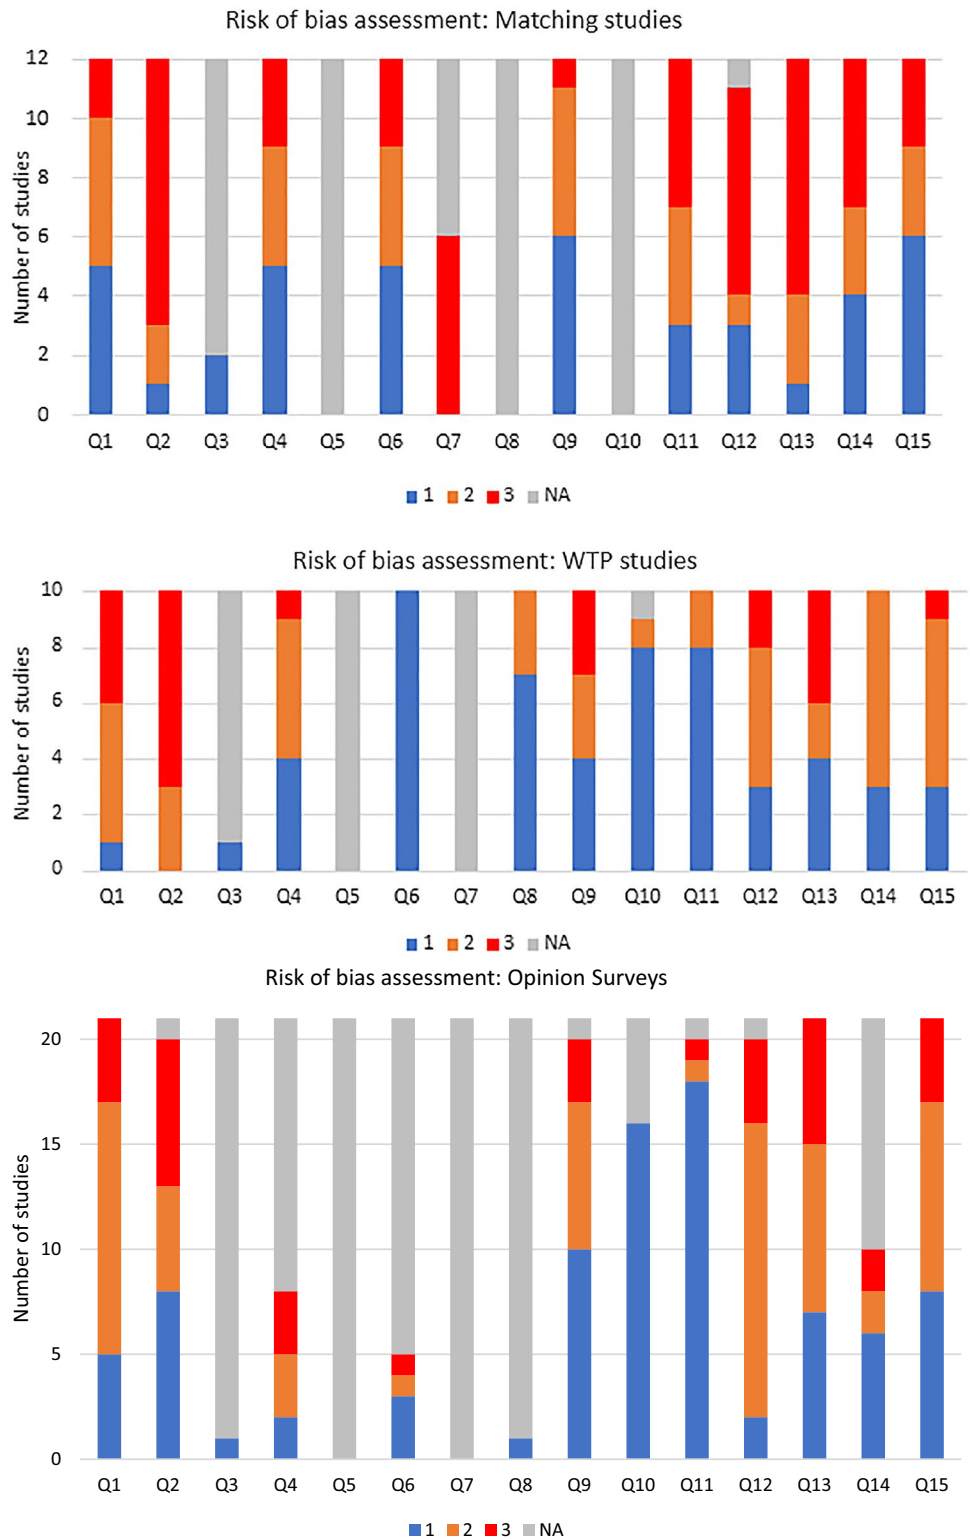 Risk of bias assessment: Matching studies
Number of studies
12
10
8
6
4
2
0
Q1 Q2 Q3 Q4 Q5 Q6 Q7 Q8 Q9 Q10 Q11 Q12 Q13 Q14 Q15
1 2 3 NA
Risk of bias assessment: WTP studies
Number of studies
10
8
6
4
2
0
Q1 Q2 Q3 Q4 Q5 Q6 Q7 Q8 Q9 Q10 Q11 Q12 Q13 Q14 Q15
1 2 3 NA
Risk of bias assessment: Opinion Surveys
Number of studies
20
15
10
5
0
Q1 Q2 Q3 Q4 Q5 Q6 Q7 Q8 Q9 Q10 Q11 Q12 Q13 Q14 Q15
1 2 3 NA